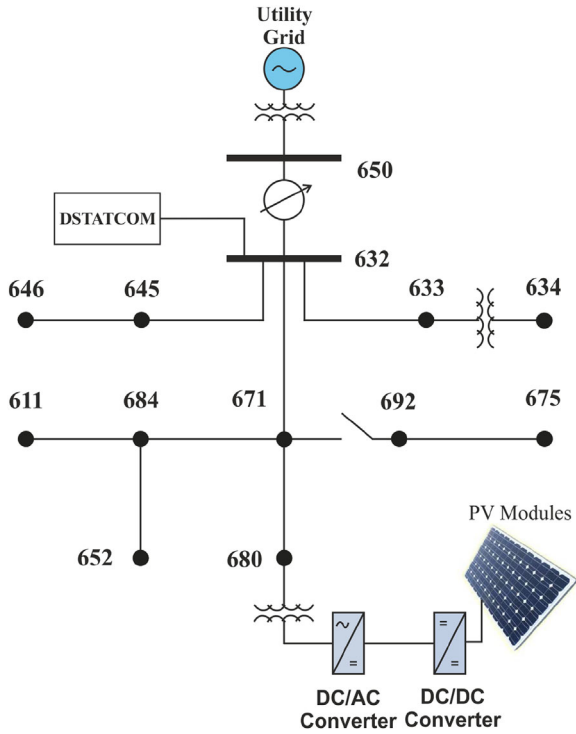 Utility
Grid
650
DSTATCOM
632
646
645
633
634
611
684
671
692
675
PV Modules
652
680
DC/AC
Converter
DC/DC
Converter